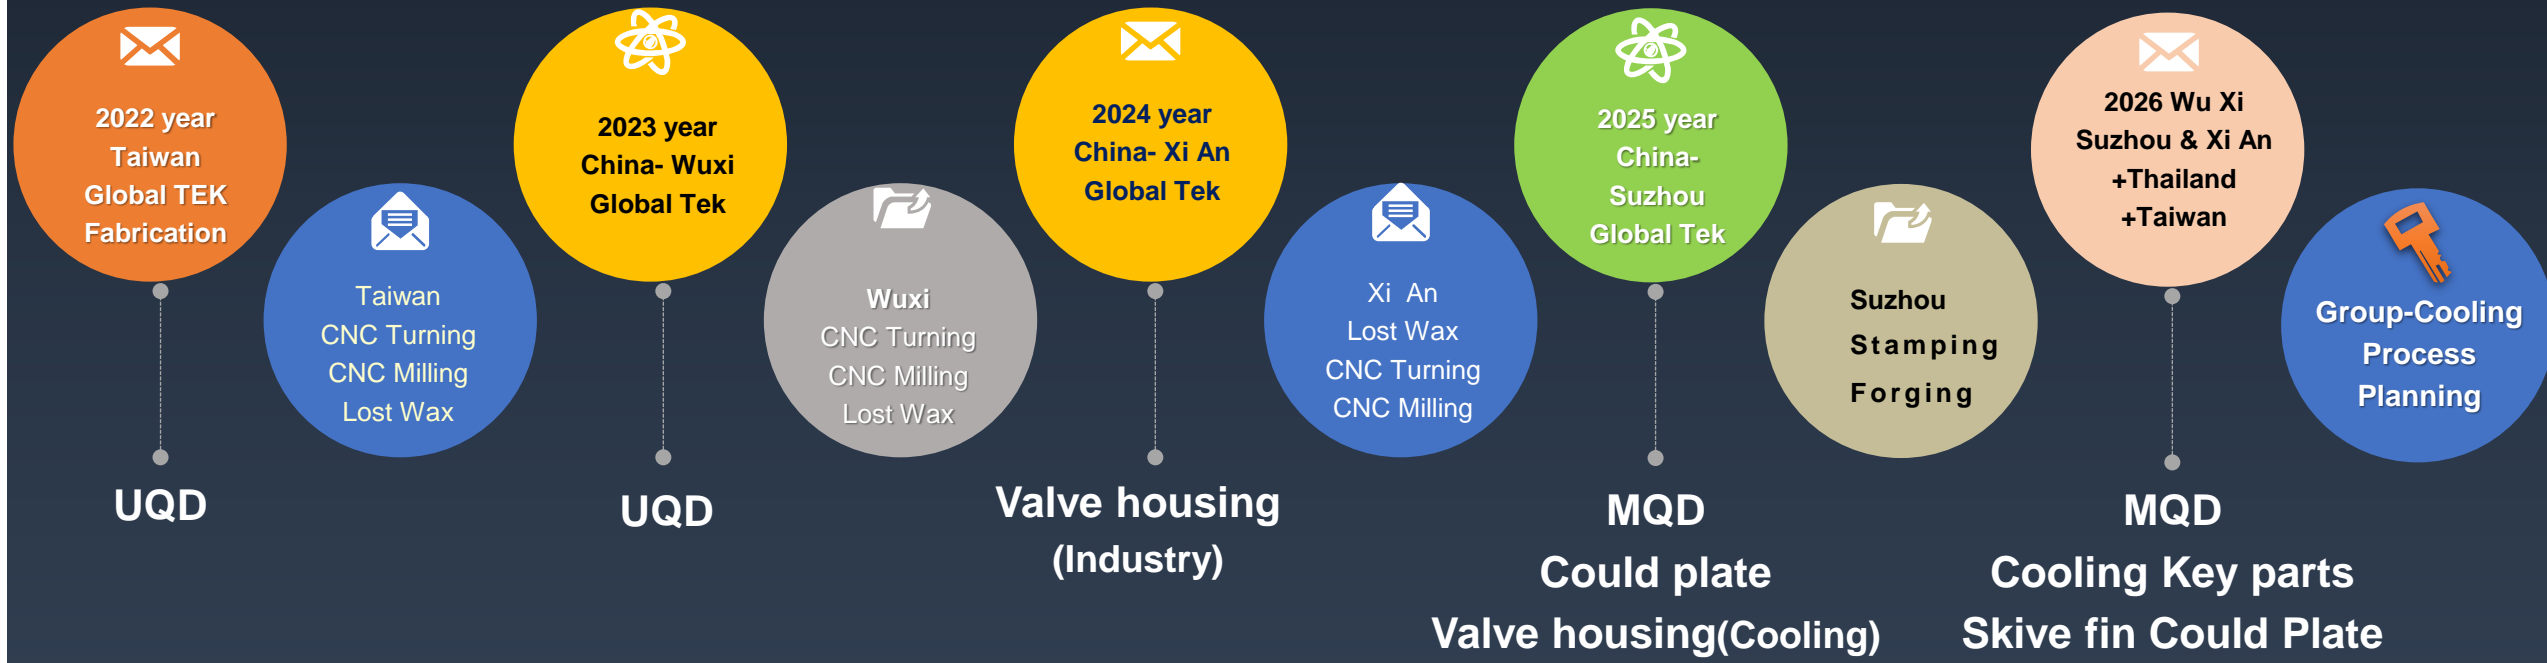 2022 year
Taiwan
Global TEK
Fabrication
UQD
Taiwan
CNC Turning
CNC Milling
Lost Wax
2023 year
China- Wuxi
Global Tek
UQD
Wuxi
CNC Turning
CNC Milling
Lost Wax
2024 year
China- Xi An
Global Tek
Valve housing
(Industry)
Xi An
Lost Wax
CNC Turning
CNC Milling
2025 year
China-
Suzhou
Global Tek
MQD
Could plate
Valve housing(Cooling)
Suzhou
Stamping
Forging
2026 Wu Xi
Suzhou & Xi An
+Thailand
+Taiwan
MQD
Cooling Key parts
Skive fin Could Plate
Group-Cooling
Process
Planning